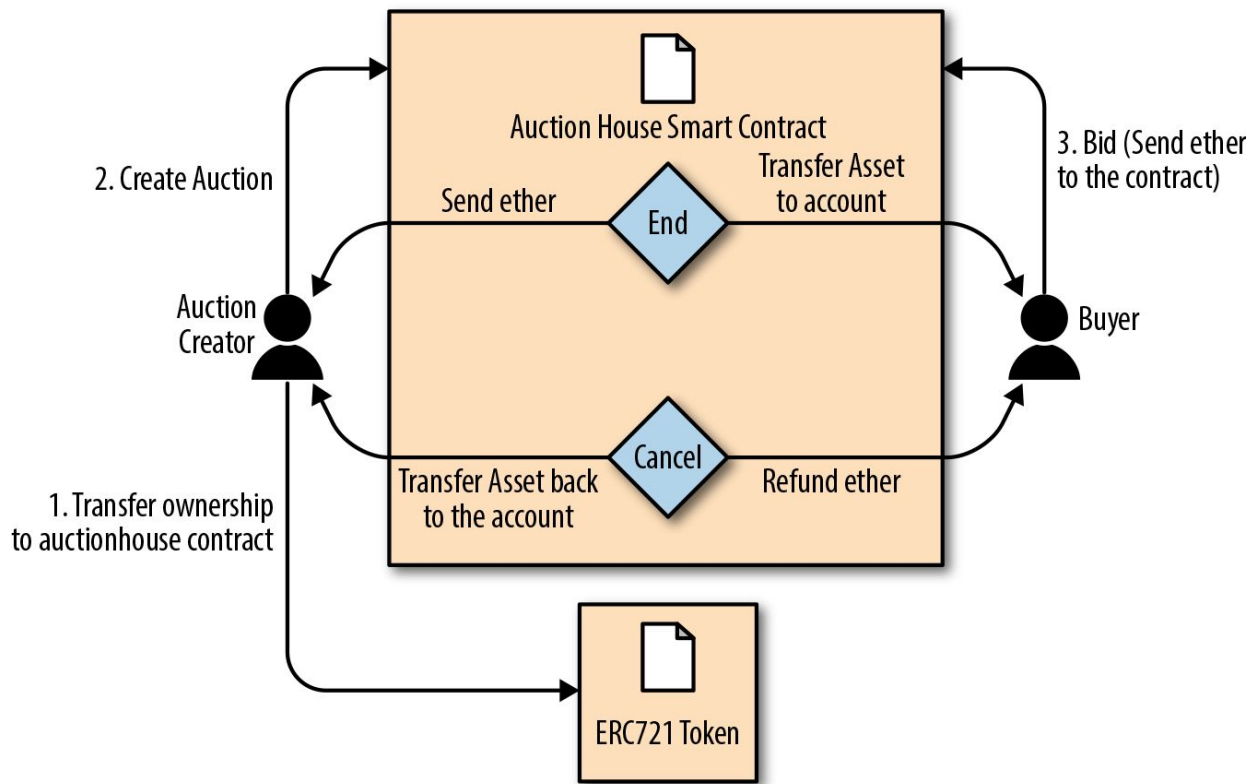 Auction House Smart Contract
2. Create Auction
3. Bid (Send ether
to the contract)
Send ether
End
Transfer Asset
to account
Auction
Creator
Buyer
Cancel
Transfer Asset back
to the account
Refund ether
1. Transfer ownership
to auctionhouse contract
ERC721 Token